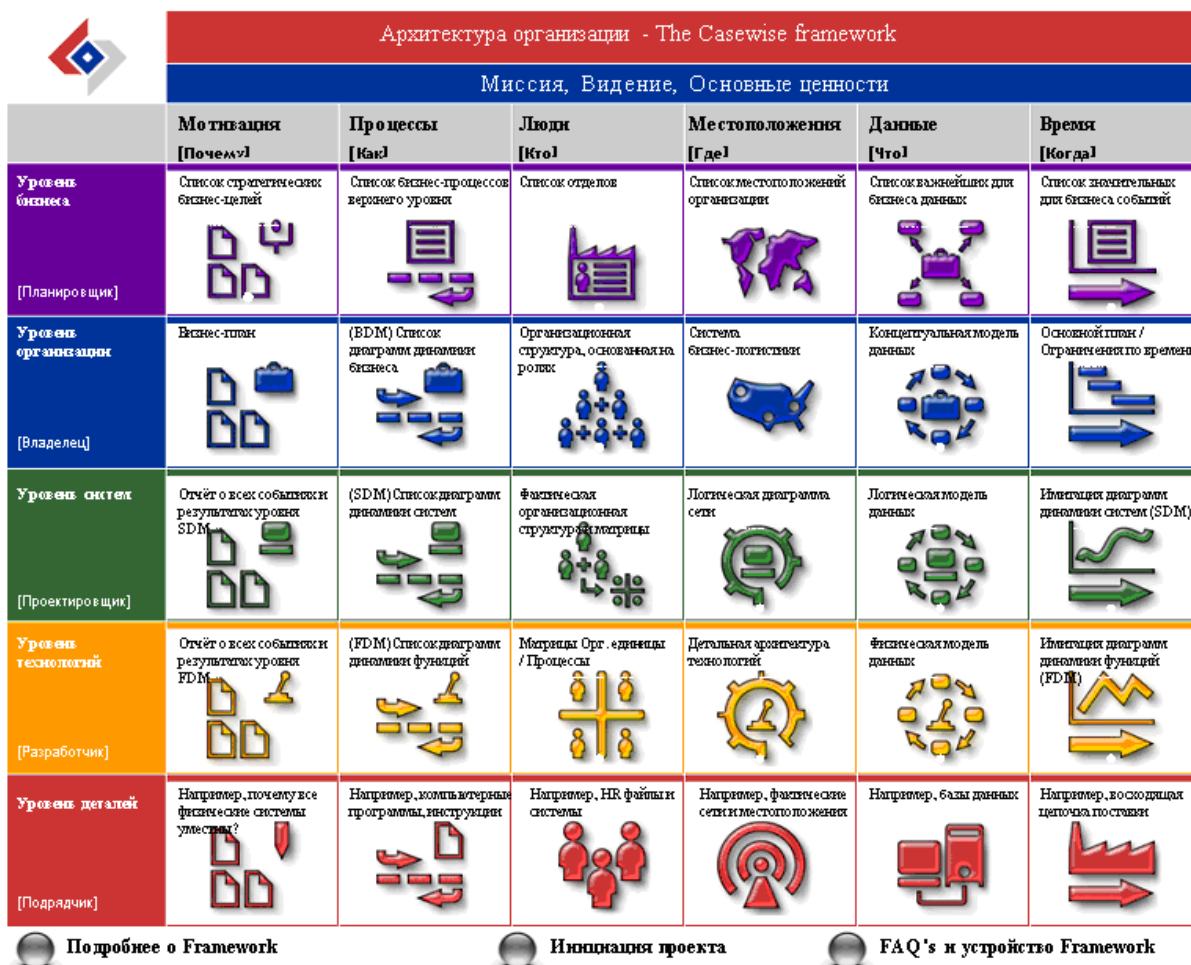 Архитектура организации - The Casewise framework
Миссия, Видение, Основные ценности
Мотивация
[Почему]
Процессы
[Как]
Люди
[Кто]
Местоположения
[Где]
Данные
[Что]
Время
[Когда]
Уровень
бизнеса
[Планировщик]
Список стратегических
бизнес-целей
Список бизнес-процессов
верхнего уровня
Список отделов
Список местоположений
организации
Список важнейших для
бизнеса данных
Список значительных
для бизнеса событий
Уровень
организации
[Владелец]
Бизнес-план
(BDM) Список
диаграмм динамики
бизнеса
Организационная
структура, основанная на
ролях
Система
бизнес-логистики
Концептуальная модель
данных
Основной план /
Ограничения по времени
Уровень систем
[Проектировщик]
Отчёт о всех событиях и
результатах уровня
SDM
(SDM) Список диаграмм
динамики систем
Фактическая
организационная
структура и матрицы
Логическая диаграмма
сети
Логическая модель
данных
Имитация диаграмм
динамики систем (SDM)
Уровень
технологий
[Разработчик]
Отчёт о всех событиях и
результатах уровня
FDM
(FDM) Список диаграмм
динамики функций
Матрицы Орг. единицы
/ Процессы
Детальная архитектура
технологий
Физическая модель
данных
Имитация диаграмм
динамики функций
(FDM)
Уровень деталей
[Подрядчик]
Например, почему все
физические системы
уместны?
Например, компьютерные
программы, инструкции
Например, HR файлы и
системы
Например, фактические
сети и местоположения
Например, базы данных
Например, восходящая
цепочка поставки
Подробнее о Framework
Инициация проекта
FAQ's и устройство Framework